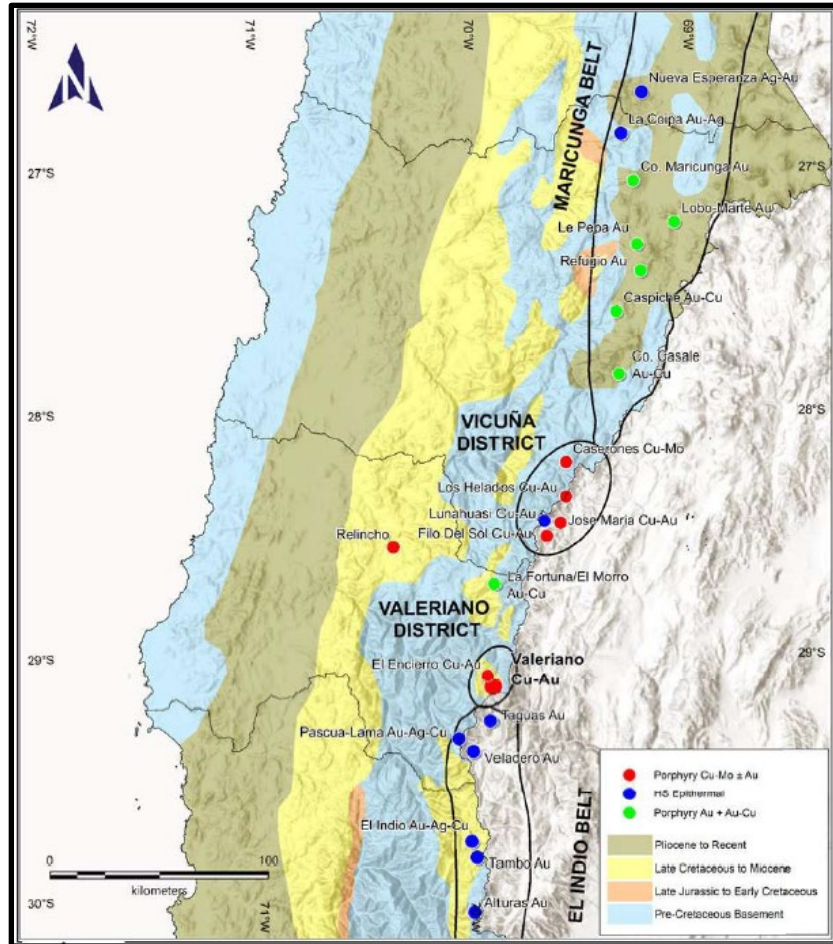 72°W
71°W
70°W
69°W
N
MARICUNGA BELT
Nueva Esperanza Ag-Au
La Coipa Au-Ag
27°S
27°S
Co. Maricunga Au
Lobo-Marte Au
Le Pepa Au
Refugio Au
Caspiche Au-Cu
Co. Casale
Au-Cu
28°S
28°S
VICUÑA
DISTRICT
Caserones Cu-Mo
Los Helados Cu-Au
Lunahuasi Cu-Au
Jose Maria Cu-Au
Filo Del Sol Cu-Au
Relincho
La Fortuna/El Morro
Au-Cu
VALERIANO
DISTRICT
29°S
29°S
El Encierro Cu-Au
Valeriano
Cu-Au
Taguas Au
Pascua-Lama Au-Ag-Cu
Veladero Au
EL INDIO BELT
El Indio Au-Ag-Cu
Tambo Au
Alturas Au
0
100
kilometers
30°S
71°W
70°W
Porphyry Cu-Mo ± Au
HS Epithermal
Porphyry Au + Au-Cu
Pliocene to Recent
Late Cretaceous to Miocene
Late Jurassic to Early Cretaceous
Pre-Cretaceous Basement